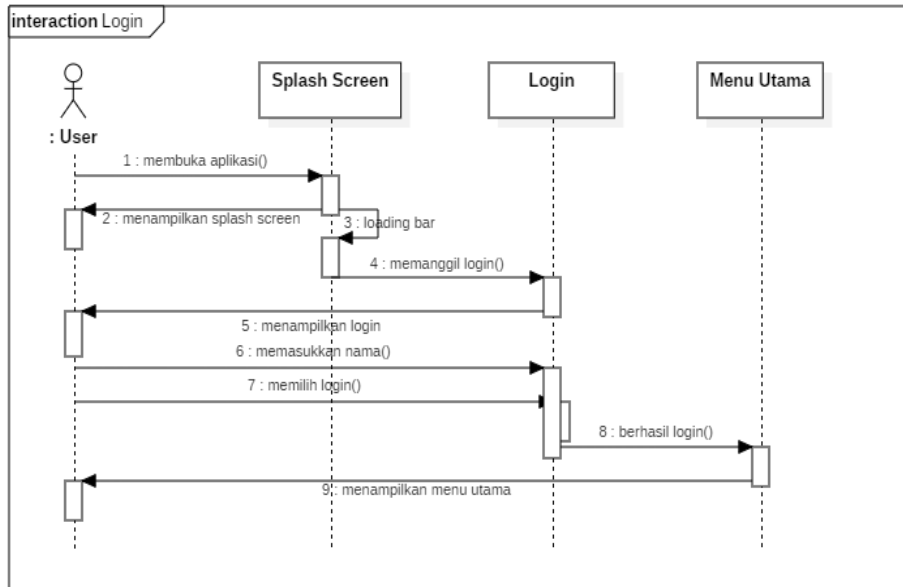 interaction Login
Splash Screen
Login
Menu Utama
: User
1 : membuka aplikasi()
2 : menampilkan splash screen
3 : loading bar
4 : memanggil login()
5 : menampilkan login
6 : memasukkan nama()
7 : memilih login()
8 : berhasil login()
9 : menampilkan menu utama